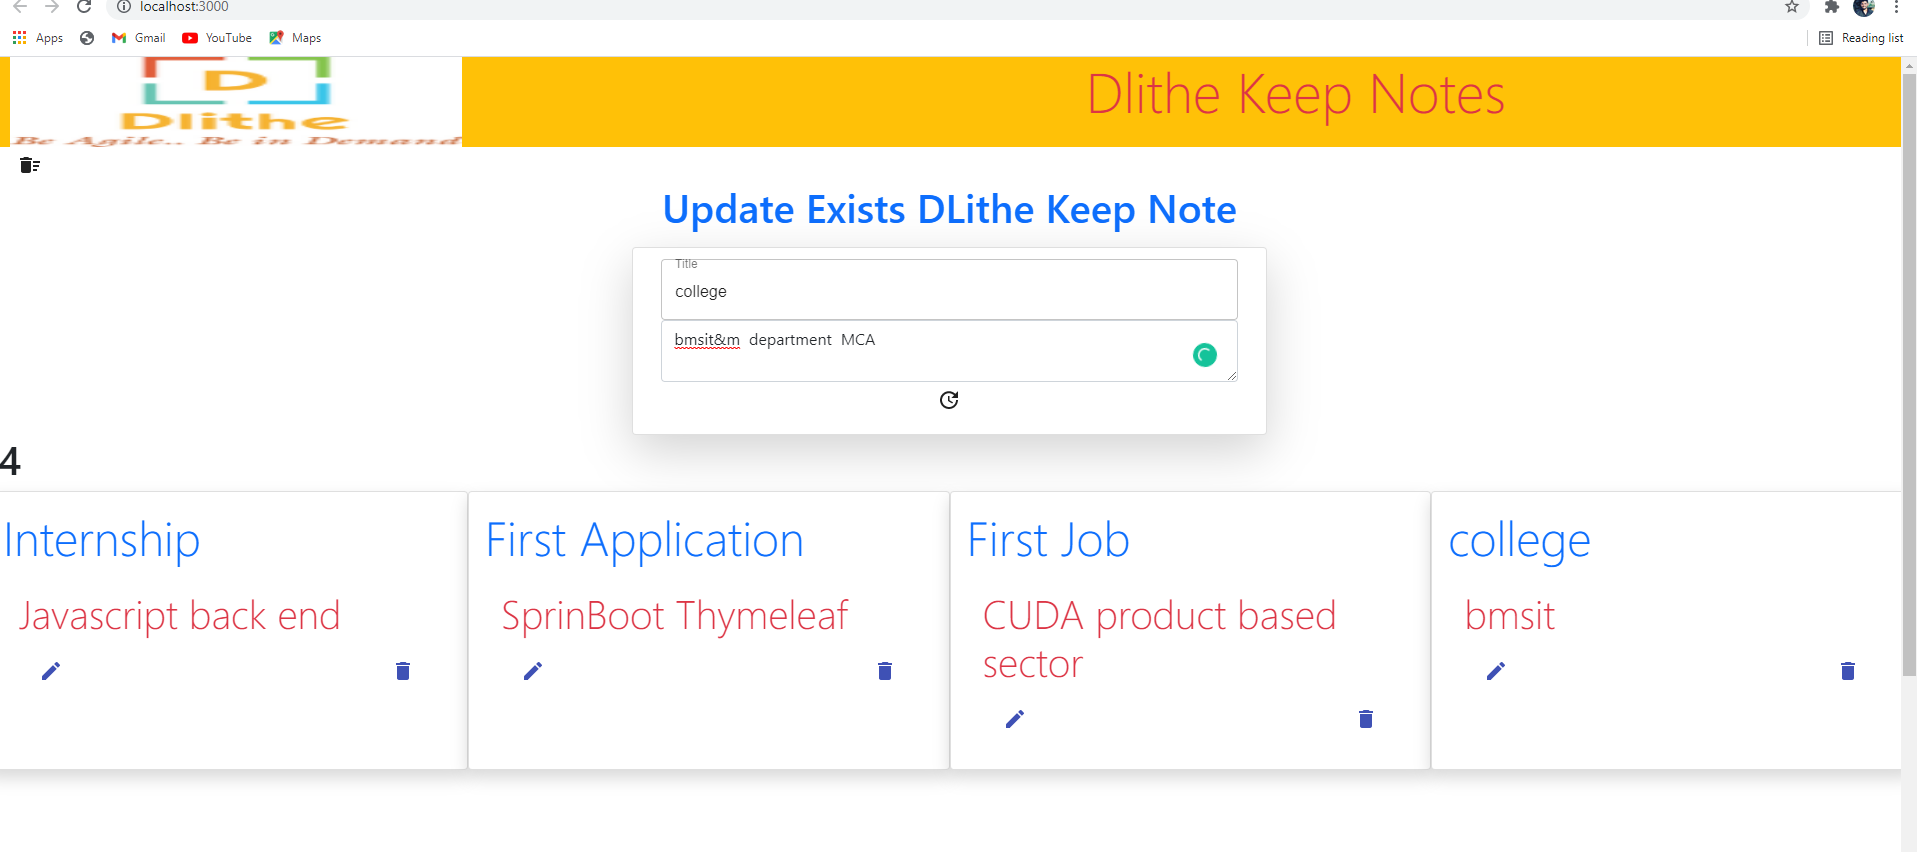 localhost:3000
Apps Gmail YouTube Maps Reading list
D
Dlithe
Be Agile.. Be in Demand
Dlithe Keep Notes
Update Exists DLithe Keep Note
Title
college
bmsit&m department MCA
4
Internship
Javascript back end
First Application
SprinBoot Thymeleaf
First Job
CUDA product based
sector
college
bmsit